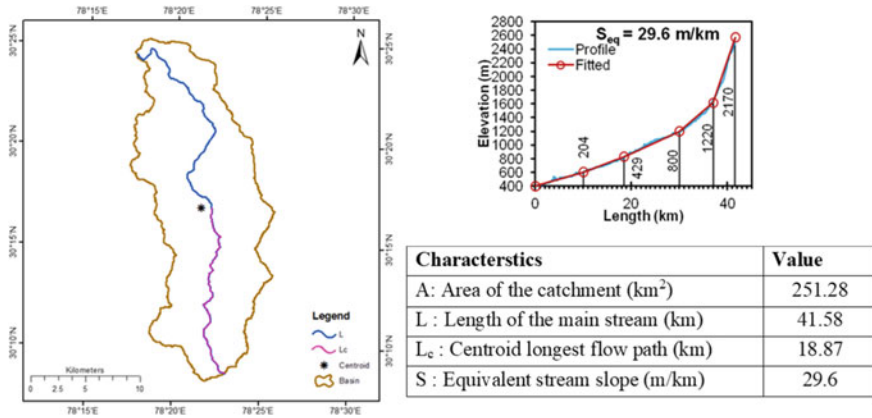 78°15'E 78°20'E 78°25'E 78°30'E
30°25'N
30°20'N
30°15'N
30°10'N
N
30°25'N
30°20'N
30°15'N
30°10'N
Legend
L
Lc
Centroid
Basin
Kilometers
0 2.5 5 10
78°15'E 78°20'E 78°25'E 78°30'E
S_eq = 29.6 m/km
Profile
Fitted
Elevation (m)
2800
2600
2400
2200
2000
1800
1600
1400
1200
1000
800
600
400
204
429
800
1220
2170
0 20 40
Length (km)
Characterstics Value
A: Area of the catchment (km²) 251.28
L : Length of the main stream (km) 41.58
L_c : Centroid longest flow path (km) 18.87
S : Equivalent stream slope (m/km) 29.6